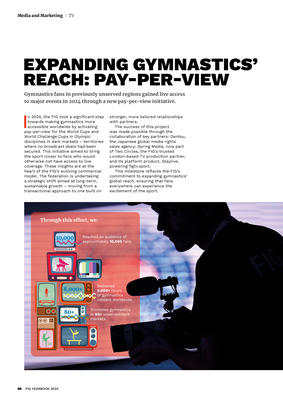 Media and Marketing | TV
EXPANDING GYMNASTICS'
REACH: PAY-PER-VIEW
Gymnastics fans in previously unserved regions gained live access
to major events in 2024 through a new pay-per-view initiative.
In 2024, the FIG took a significant step
towards making gymnastics more
accessible worldwide by activating
pay-per-view for the World Cups and
World Challenge Cups in Olympic
disciplines in dark markets – territories
where no broadcast deals had been
secured. This initiative aimed to bring
the sport closer to fans who would
otherwise not have access to live
coverage. These insights are at the
heart of the FIG's evolving commercial
model. The federation is undertaking
a strategic shift aimed at long-term,
sustainable growth – moving from a
transactional approach to one built on
stronger, more tailored relationships
with partners.
The success of this project
was made possible through the
collaboration of key partners: Dentsu,
the Japanese global media rights
sales agency; Spring Media, now part
of Two Circles, the FIG's trusted
London-based TV production partner,
and its platform product, Staylive,
powering figtv.sport.
This milestone reflects the FIG's
commitment to expanding gymnastics'
global reach, ensuring that fans
everywhere can experience the
excitement of the sport.
Through this effort, we:
10,000
Reached an audience of
approximately 10,000 fans.
5,000+
Delivered
5,000+ hours
of gymnastics
content worldwide.
80+
Promoted gymnastics
in 80+ underserviced
markets.
FIG YEARBOOK 2024